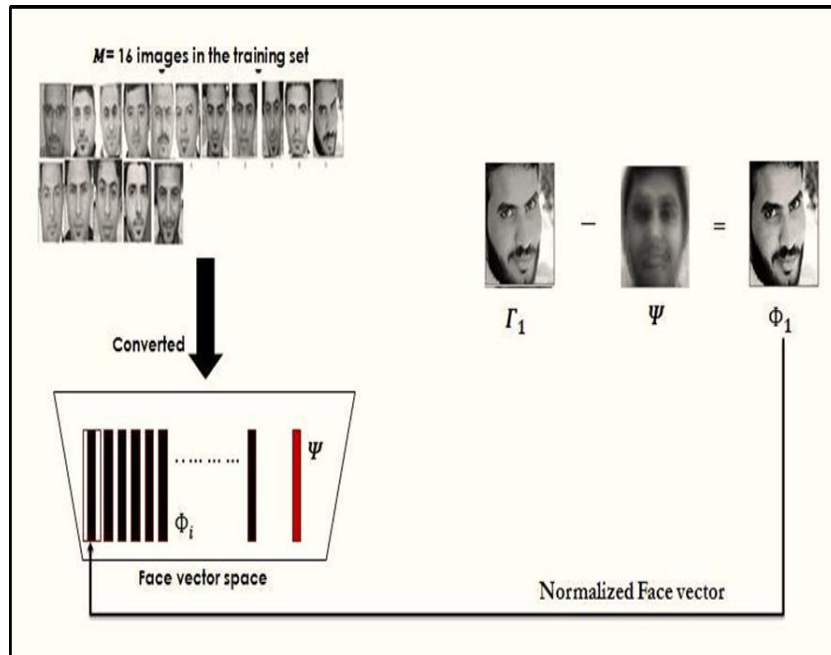 M= 16 images in the training set
− =
Γ₁ Ψ Φ₁
Converted
Ψ
.. ... ... ...
Φᵢ
Face vector space
Normalized Face vector